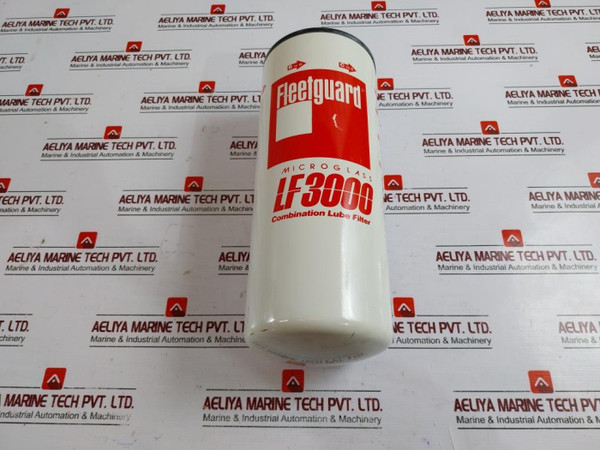 Fleetguard
MICROGLASS
LF3000
Combination Lube Filter
AELIYA MARINE TECH PVT. LTD.
Marine & Industrial Automation & Machinery